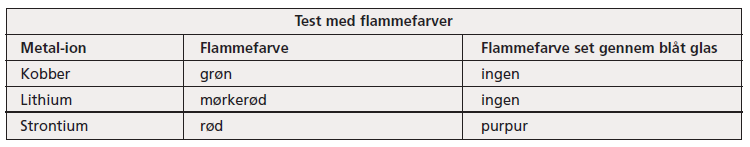 Test med flammefarver
Metal-ion Flammefarve Flammefarve set gennem blåt glas
Kobber grøn ingen
Lithium mørkerød ingen
Strontium rød purpur